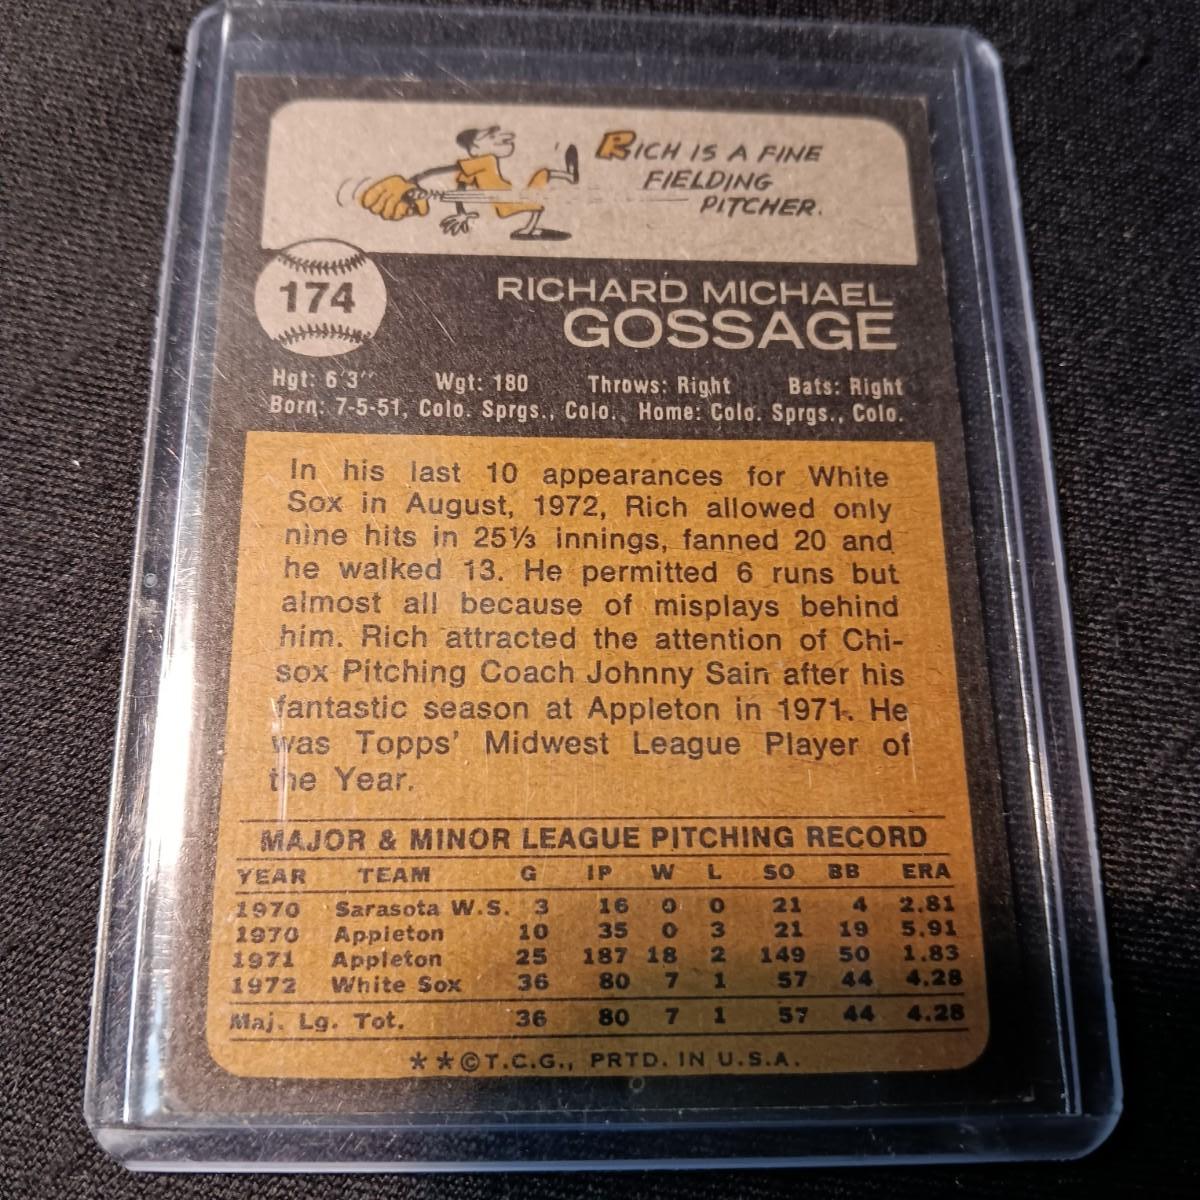 RICH IS A FINE
FIELDING
PITCHER.
174
RICHARD MICHAEL
GOSSAGE
Hgt: 6'3" Wgt: 180 Throws: Right Bats: Right
Born: 7-5-51, Colo. Sprgs., Colo. Home: Colo. Sprgs., Colo.
In his last 10 appearances for White
Sox in August, 1972, Rich allowed only
nine hits in 25⅓ innings, fanned 20 and
he walked 13. He permitted 6 runs but
almost all because of misplays behind
him. Rich attracted the attention of Chi-
sox Pitching Coach Johnny Sain after his
fantastic season at Appleton in 1971. He
was Topps' Midwest League Player of
the Year.
MAJOR & MINOR LEAGUE PITCHING RECORD
YEAR TEAM G IP W L SO BB ERA
1970 Sarasota W.S. 3 16 0 0 21 4 2.81
1970 Appleton 10 35 0 3 21 19 5.91
1971 Appleton 25 187 18 2 149 50 1.83
1972 White Sox 36 80 7 1 57 44 4.28
Maj. Lg. Tot. 36 80 7 1 57 44 4.28
**©T.C.G., PRTD. IN U.S.A.